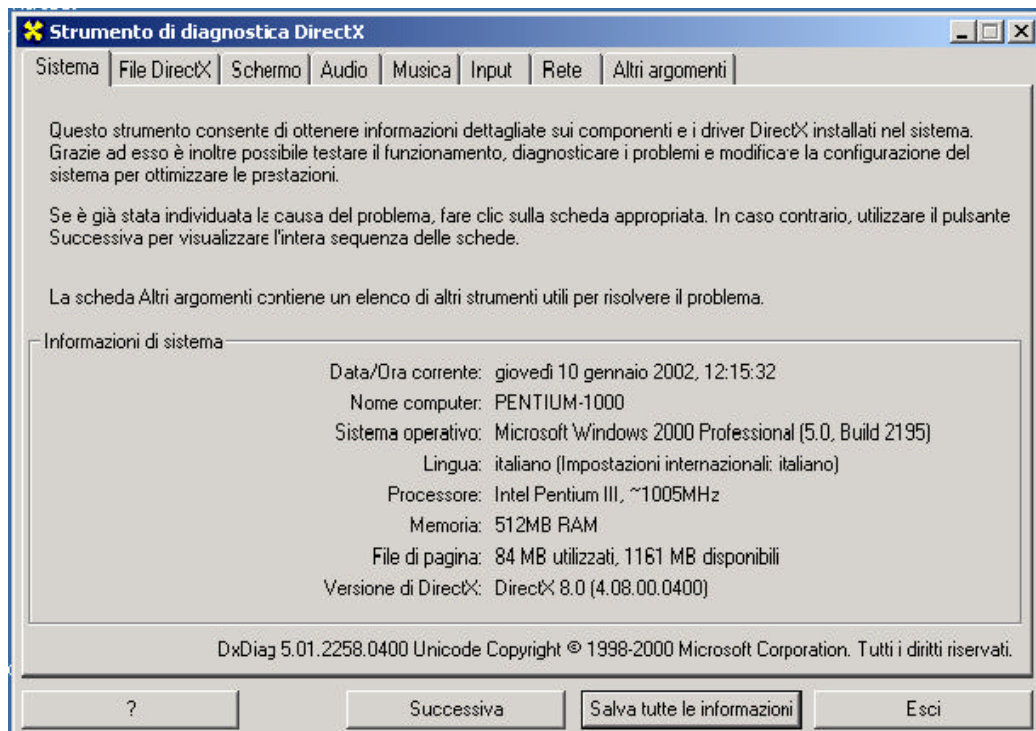 Strumento di diagnostica DirectX
Sistema File DirectX Schermo Audio Musica Input Rete Altri argomenti
Questo strumento consente di ottenere informazioni dettagliate sui componenti e i driver DirectX installati nel sistema.
Grazie ad esso è inoltre possibile testare il funzionamento, diagnosticare i problemi e modificare la configurazione del
sistema per ottimizzare le prestazioni.
Se è già stata individuata la causa del problema, fare clic sulla scheda appropriata. In caso contrario, utilizzare il pulsante
Successiva per visualizzare l'intera sequenza delle schede.
La scheda Altri argomenti contiene un elenco di altri strumenti utili per risolvere il problema.
Informazioni di sistema
Data/Ora corrente: giovedì 10 gennaio 2002, 12:15:32
Nome computer: PENTIUM-1000
Sistema operativo: Microsoft Windows 2000 Professional (5.0, Build 2195)
Lingua: italiano (Impostazioni internazionali: italiano)
Processore: Intel Pentium III, ~1005MHz
Memoria: 512MB RAM
File di pagina: 84 MB utilizzati, 1161 MB disponibili
Versione di DirectX: DirectX 8.0 (4.08.00.0400)
DxDiag 5.01.2258.0400 Unicode Copyright © 1998-2000 Microsoft Corporation. Tutti i diritti riservati.
? Successiva Salva tutte le informazioni Esci